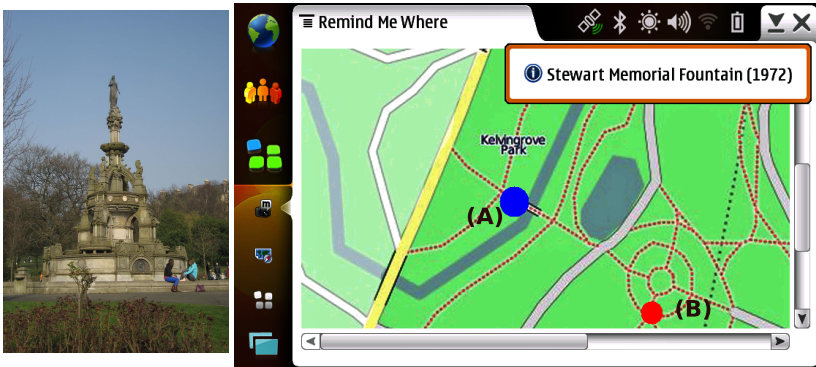 Remind Me Where
Stewart Memorial Fountain (1972)
Kelvingrove
Park
(A)
(B)